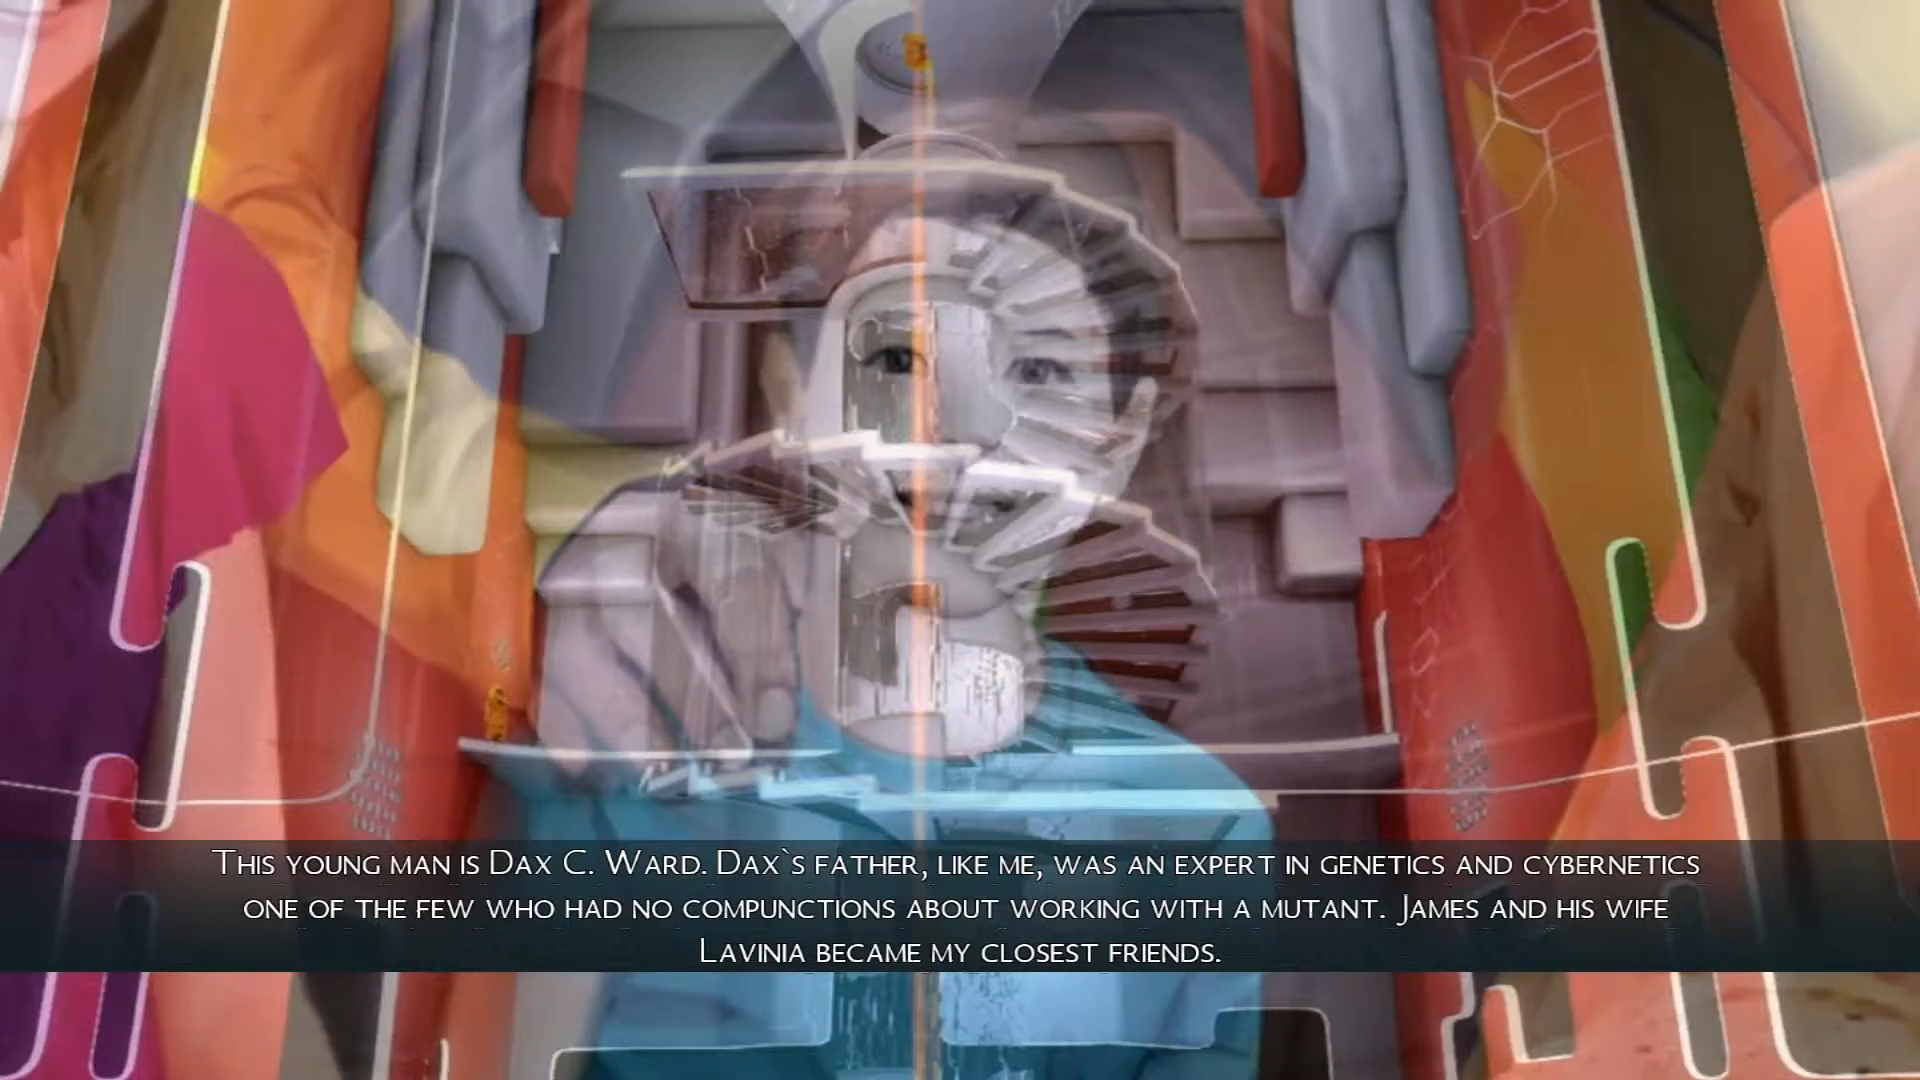 This young man is Dax C. Ward. Dax`s father, like me, was an expert in genetics and cybernetics
one of the few who had no compunctions about working with a mutant. James and his wife
Lavinia became my closest friends.